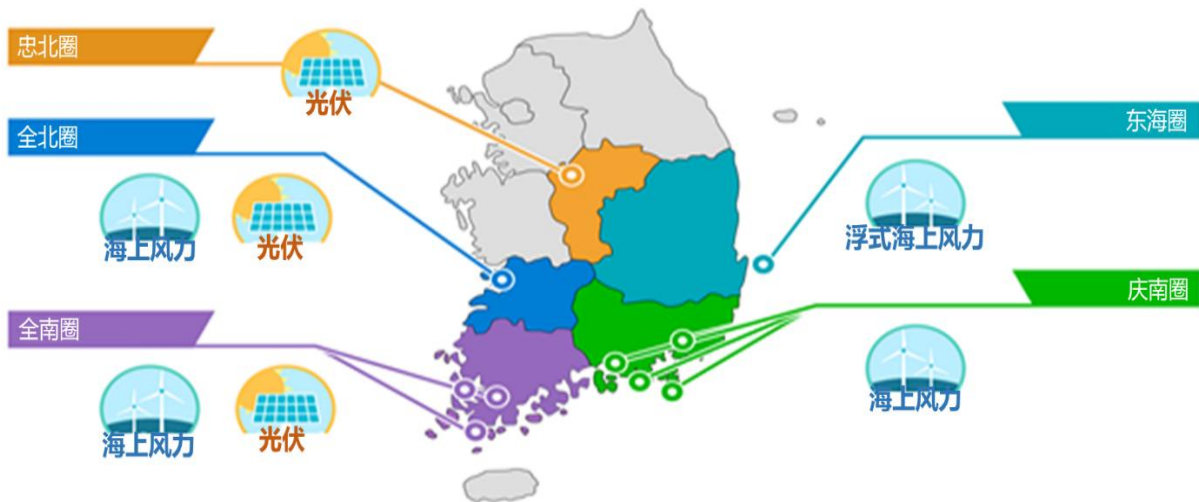 忠北圈
光伏
全北圈
海上风力
光伏
全南圈
海上风力
光伏
东海圈
浮式海上风力
庆南圈
海上风力